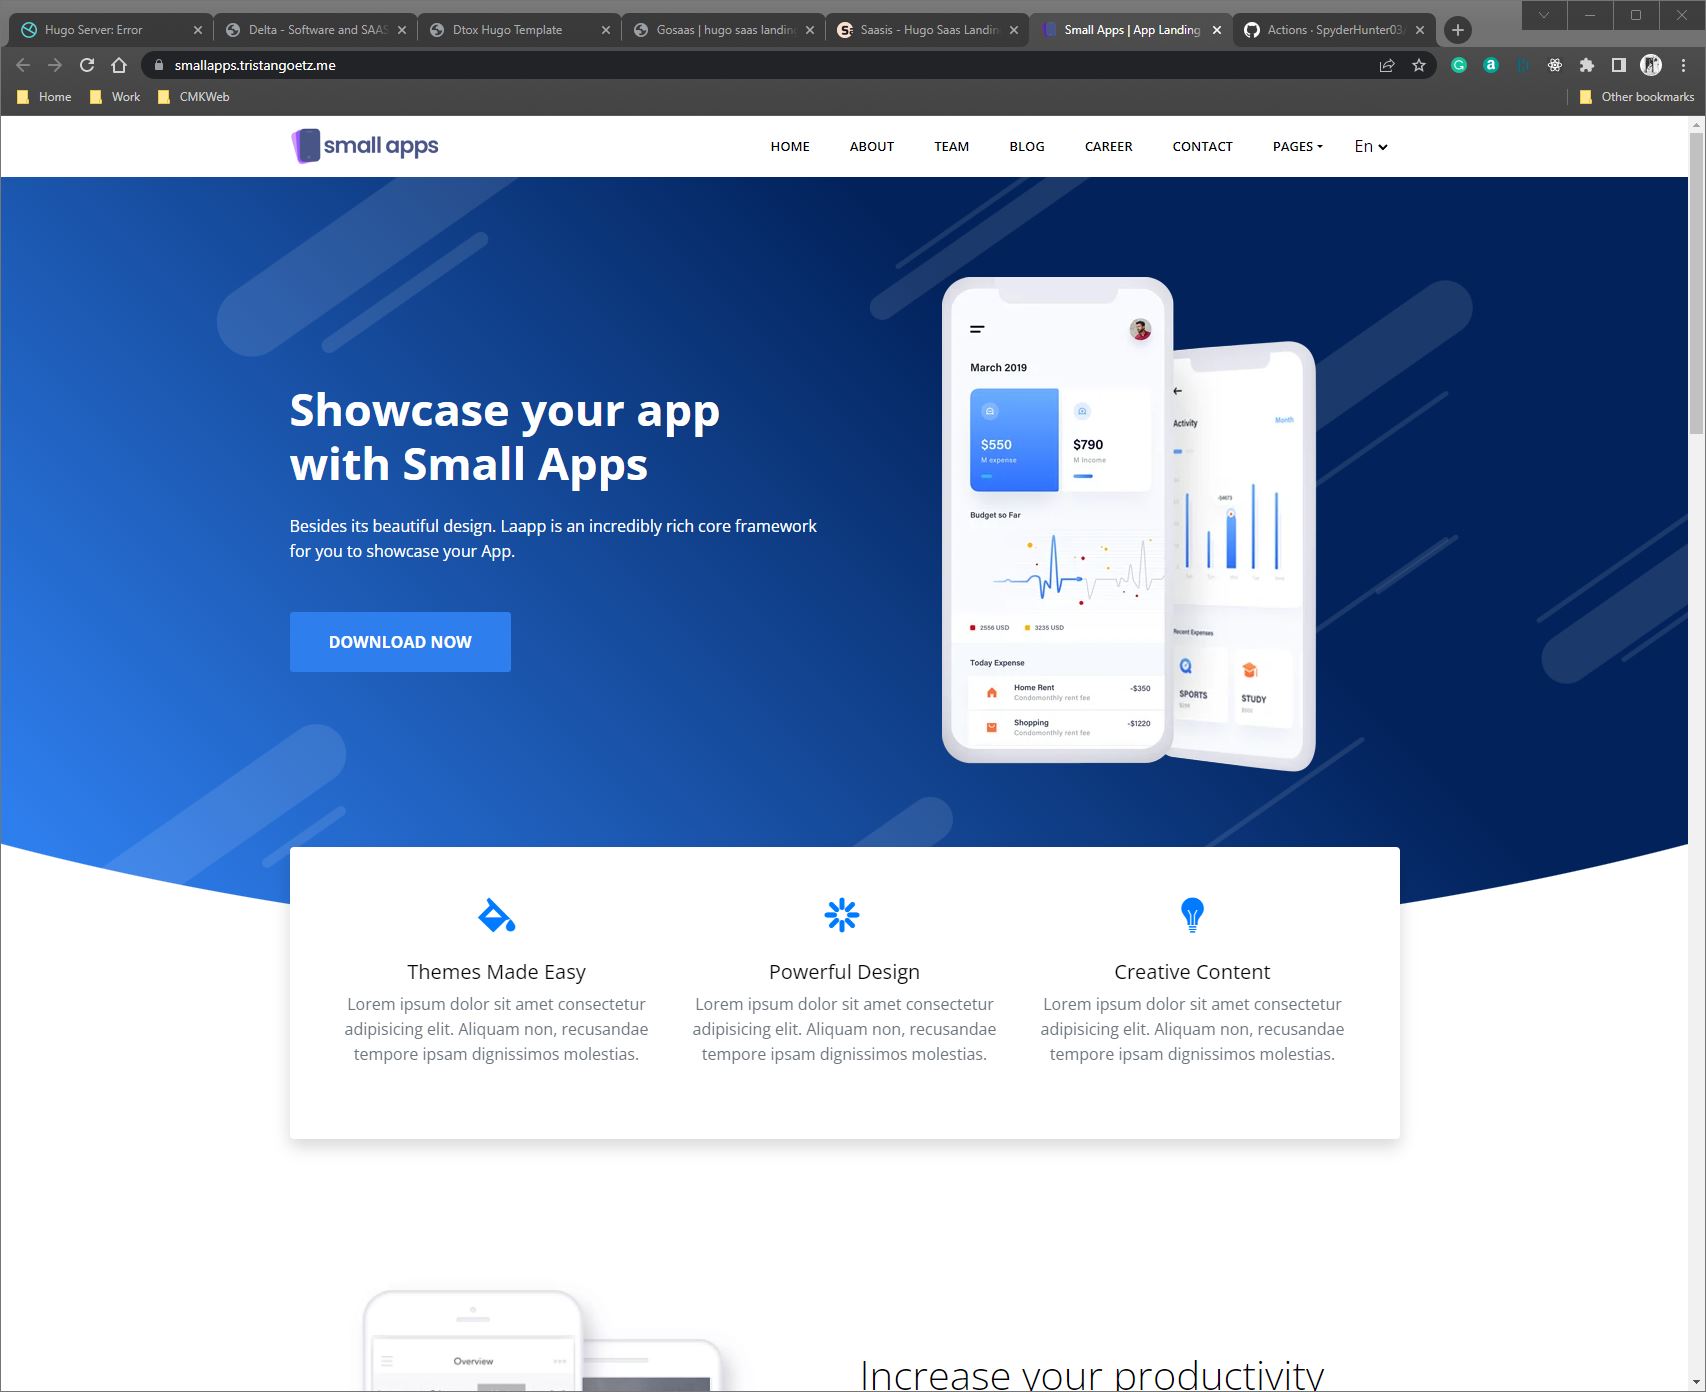 Hugo Server: Error
Delta - Software and SAAS
Dtox Hugo Template
Gosaas | hugo saas landin
Saasis - Hugo Saas Landin
Small Apps | App Landing
Actions · SpyderHunter03/
smallapps.tristangoetz.me
Home
Work
CMKWeb
Other bookmarks
small apps
HOME
ABOUT
TEAM
BLOG
CAREER
CONTACT
PAGES
En
Showcase your app
with Small Apps
Besides its beautiful design. Laapp is an incredibly rich core framework
for you to showcase your App.
DOWNLOAD NOW
March 2019
$550
M expense
$790
M Income
Budget so Far
2556 USD
3235 USD
Today Expense
Home Rent
-$350
Condomonthly rent fee
Shopping
-$1220
Condomonthly rent fee
Activity
Month
-$4673
Recent Expenses
SPORTS
STUDY
Themes Made Easy
Lorem ipsum dolor sit amet consectetur
adipisicing elit. Aliquam non, recusandae
tempore ipsam dignissimos molestias.
Powerful Design
Lorem ipsum dolor sit amet consectetur
adipisicing elit. Aliquam non, recusandae
tempore ipsam dignissimos molestias.
Creative Content
Lorem ipsum dolor sit amet consectetur
adipisicing elit. Aliquam non, recusandae
tempore ipsam dignissimos molestias.
Overview
Increase your productivity